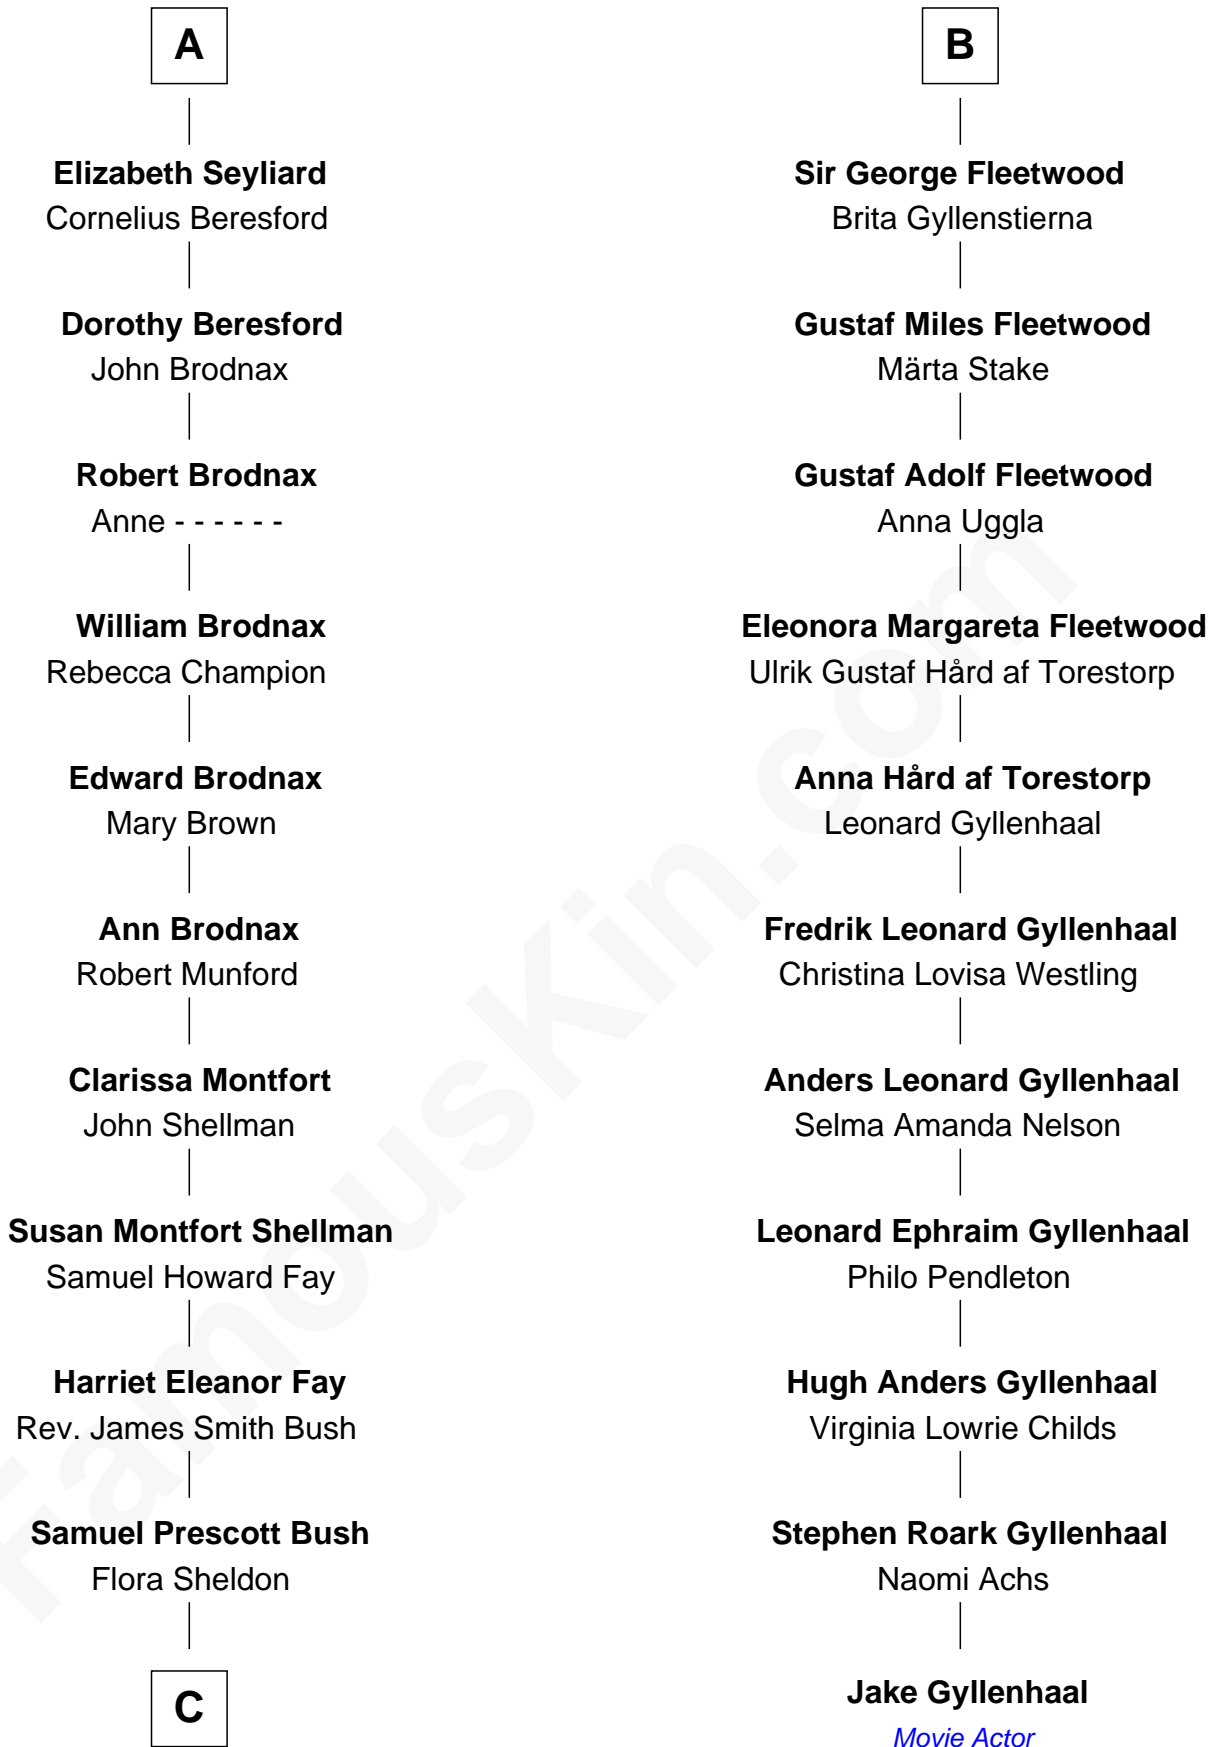 A
Elizabeth Seyliard
Cornelius Beresford
Dorothy Beresford
John Brodnax
Robert Brodnax
Anne - - - - - -
William Brodnax
Rebecca Champion
Edward Brodnax
Mary Brown
Ann Brodnax
Robert Munford
Clarissa Montfort
John Shellman
Susan Montfort Shellman
Samuel Howard Fay
Harriet Eleanor Fay
Rev. James Smith Bush
Samuel Prescott Bush
Flora Sheldon
C
B
Sir George Fleetwood
Brita Gyllenstierna
Gustaf Miles Fleetwood
Märta Stake
Gustaf Adolf Fleetwood
Anna Uggla
Eleonora Margareta Fleetwood
Ulrik Gustaf Hård af Torestorp
Anna Hård af Torestorp
Leonard Gyllenhaal
Fredrik Leonard Gyllenhaal
Christina Lovisa Westling
Anders Leonard Gyllenhaal
Selma Amanda Nelson
Leonard Ephraim Gyllenhaal
Philo Pendleton
Hugh Anders Gyllenhaal
Virginia Lowrie Childs
Stephen Roark Gyllenhaal
Naomi Achs
Jake Gyllenhaal
Movie Actor
FamousKin.com